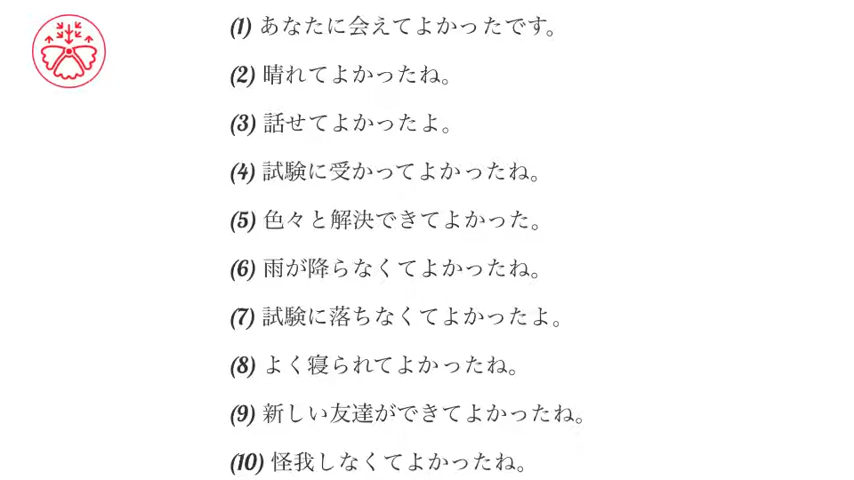 (1) あなたに会えてよかったです。
(2) 晴れてよかったね。
(3) 話せてよかったよ。
(4) 試験に受かってよかったね。
(5) 色々と解決できてよかった。
(6) 雨が降らなくてよかったね。
(7) 試験に落ちなくてよかったよ。
(8) よく寝られてよかったね。
(9) 新しい友達ができてよかったね。
(10) 怪我しなくてよかったね。